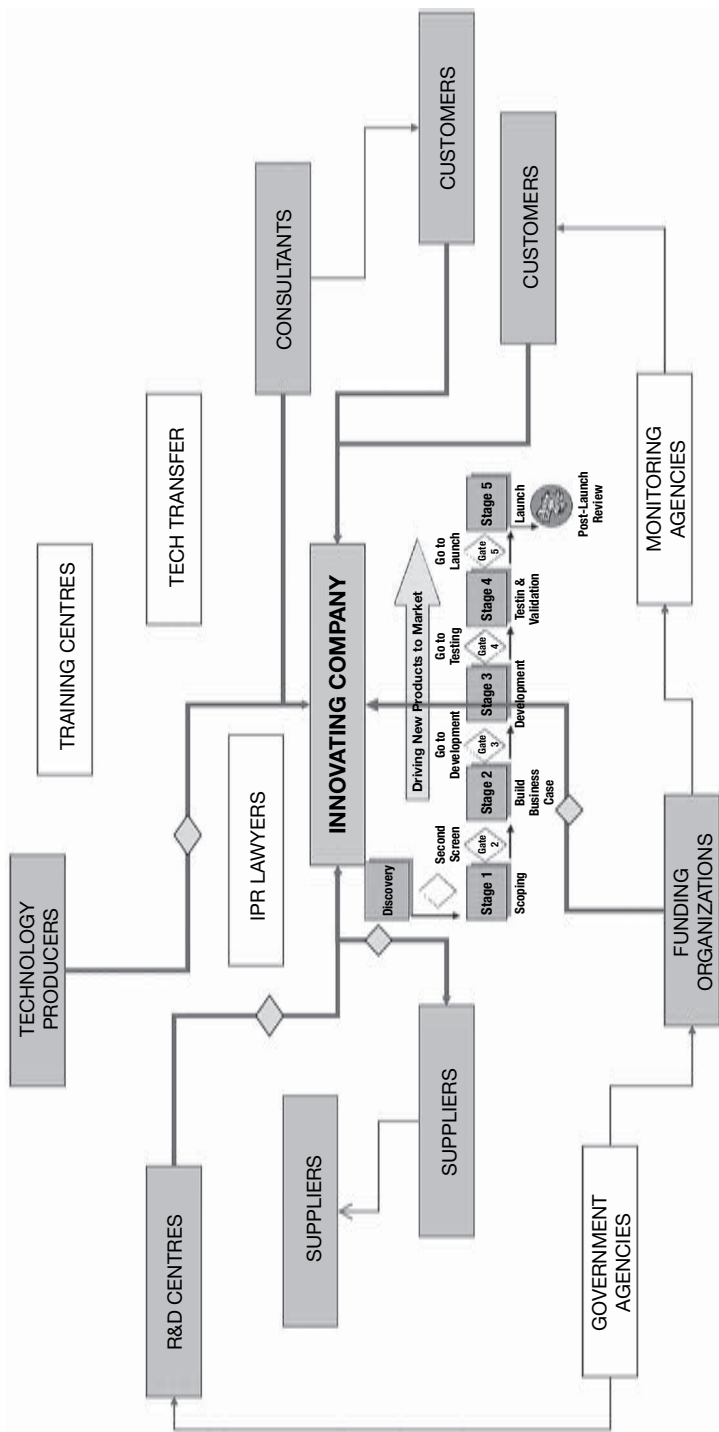 TECHNOLOGY
PRODUCERS
TRAINING CENTRES
R&D CENTRES
TECH TRANSFER
IPR LAWYERS
CONSULTANTS
SUPPLIERS
INNOVATING COMPANY
SUPPLIERS
CUSTOMERS
CUSTOMERS
Discovery
Driving New Products to Market
Second
Screen
Go to
Development
Go to
Testing
Go to
Launch
Stage 1
Gate
2
Stage 2
Gate
3
Stage 3
Gate
4
Stage 4
Gate
5
Stage 5
Scoping
Build
Business
Case
Development
Testin &
Validation
Launch
Post-Launch
Review
GOVERNMENT
AGENCIES
FUNDING
ORGANIZATIONS
MONITORING
AGENCIES